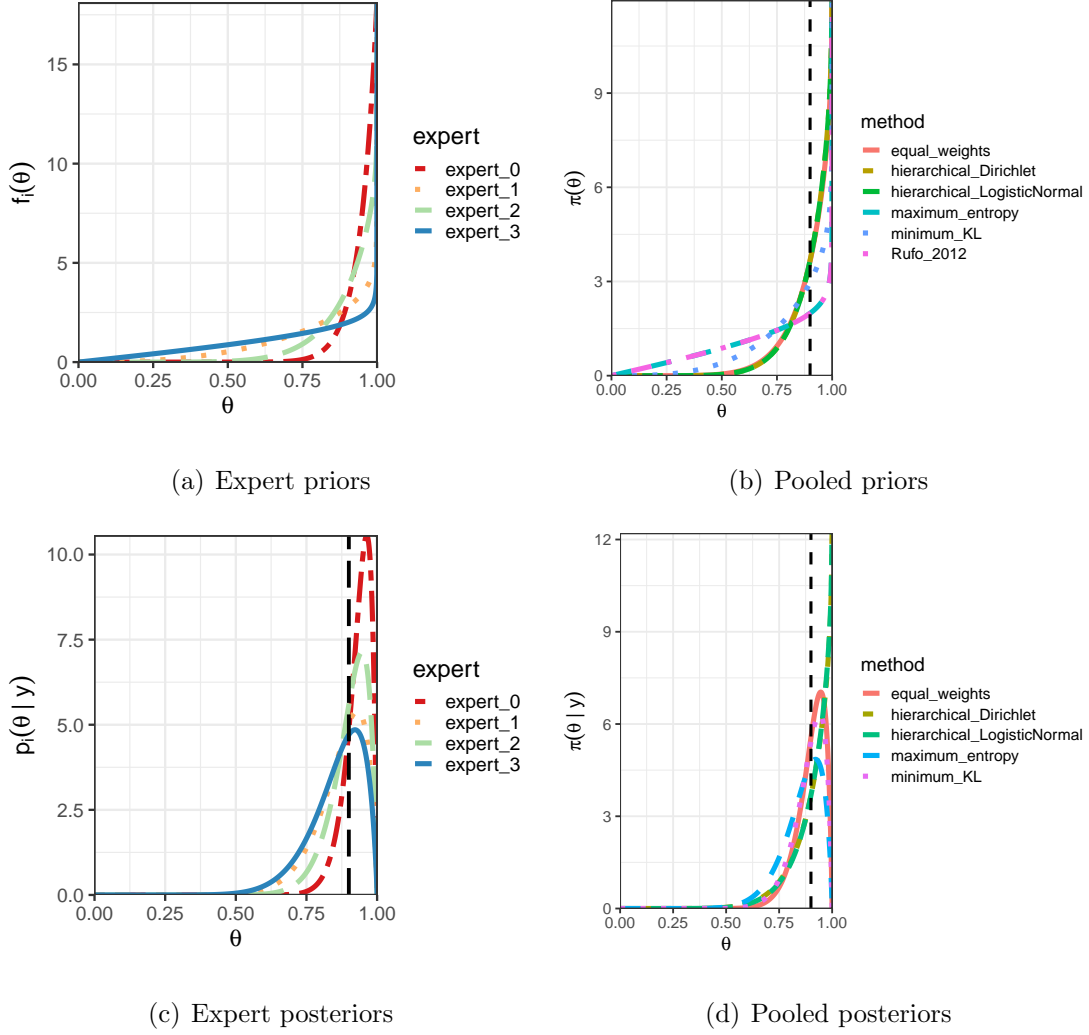 15
10
5
0
0.00 0.25 0.50 0.75 1.00
fᵢ(θ)
θ
expert
expert_0
expert_1
expert_2
expert_3
(a) Expert priors
9
6
3
0
0.00 0.25 0.50 0.75 1.00
π(θ)
θ
method
equal_weights
hierarchical_Dirichlet
hierarchical_LogisticNormal
maximum_entropy
minimum_KL
Rufo_2012
(b) Pooled priors
10.0
7.5
5.0
2.5
0.0
0.00 0.25 0.50 0.75 1.00
pᵢ(θ | y)
θ
expert
expert_0
expert_1
expert_2
expert_3
(c) Expert posteriors
12
9
6
3
0
0.00 0.25 0.50 0.75 1.00
π(θ | y)
θ
method
equal_weights
hierarchical_Dirichlet
hierarchical_LogisticNormal
maximum_entropy
minimum_KL
(d) Pooled posteriors